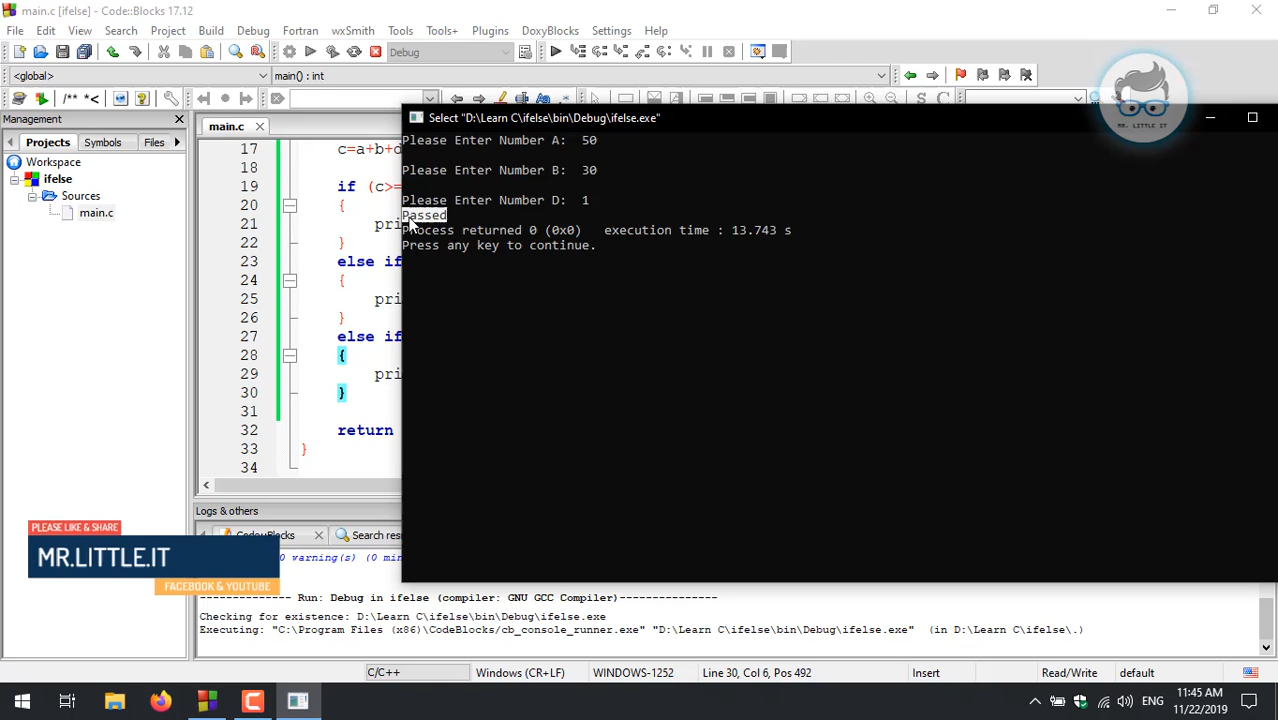 main.c [ifelse] - Code::Blocks 17.12
File Edit View Search Project Build Debug Fortran wxSmith Tools Tools+ Plugins DoxyBlocks Settings Help
Debug
<global>
main() : int
/** *<
S C
MR. LITTLE IT
Management
Projects Symbols Files
Workspace
ifelse
Sources
main.c
main.c
17 c=a+b+d
18
19 if (c>=
20 {
21 pri
22 }
23 else if
24 {
25 pri
26 }
27 else if
28 {
29 pri
30 }
31
32 return
33 }
34
Select "D:\Learn C\ifelse\bin\Debug\ifelse.exe"
Please Enter Number A: 50
Please Enter Number B: 30
Please Enter Number D: 1
Passed
Process returned 0 (0x0) execution time : 13.743 s
Press any key to continue.
Logs & others
Code::Blocks Search res
0 warning(s) (0 min
-------------- Run: Debug in ifelse (compiler: GNU GCC Compiler)---------------
Checking for existence: D:\Learn C\ifelse\bin\Debug\ifelse.exe
Executing: "C:\Program Files (x86)\CodeBlocks/cb_console_runner.exe" "D:\Learn C\ifelse\bin\Debug\ifelse.exe" (in D:\Learn C\ifelse\.)
PLEASE LIKE & SHARE
MR.LITTLE.IT
FACEBOOK & YOUTUBE
C/C++ Windows (CR+LF) WINDOWS-1252 Line 30, Col 6, Pos 492 Insert Read/Write default
ENG
11:45 AM
11/22/2019